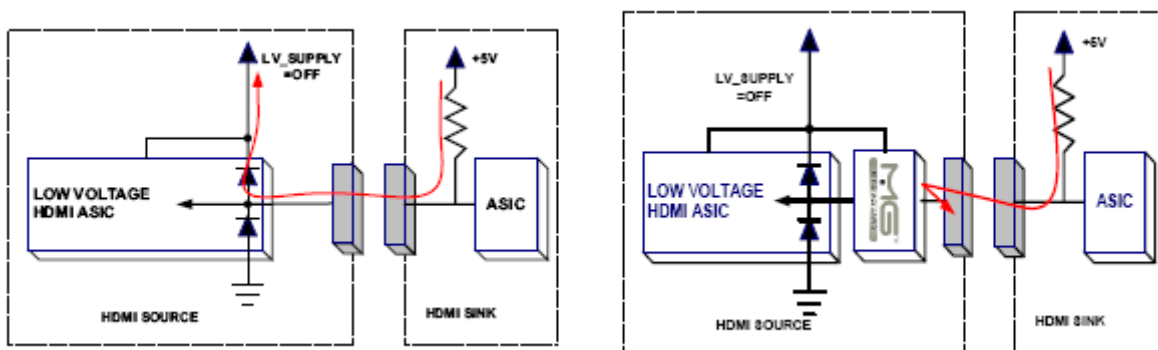 LV_SUPPLY
=OFF
+5V
LOW VOLTAGE
HDMI ASIC
ASIC
HDMI SOURCE
HDMI SINK
LV_SUPPLY
=OFF
+5V
LOW VOLTAGE
HDMI ASIC
MG
ASIC
HDMI SOURCE
HDMI SINK